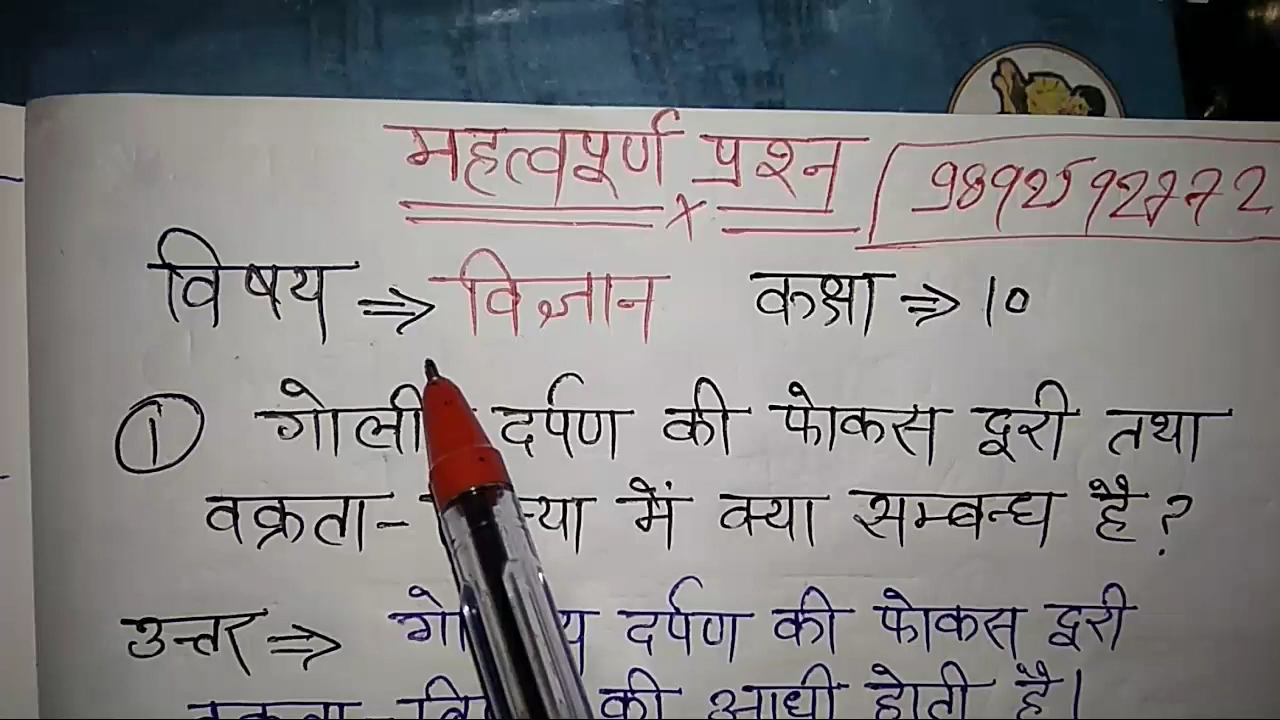 महत्वपूर्ण प्रश्न 9892592772
विषय ⇒ विज्ञान कक्षा ⇒ 10
① गोली दर्पण की फोकस दूरी तथा
वक्रता- में क्या सम्बन्ध है?
उत्तर ⇒ दर्पण की फोकस दूरी
की आधी होती है।